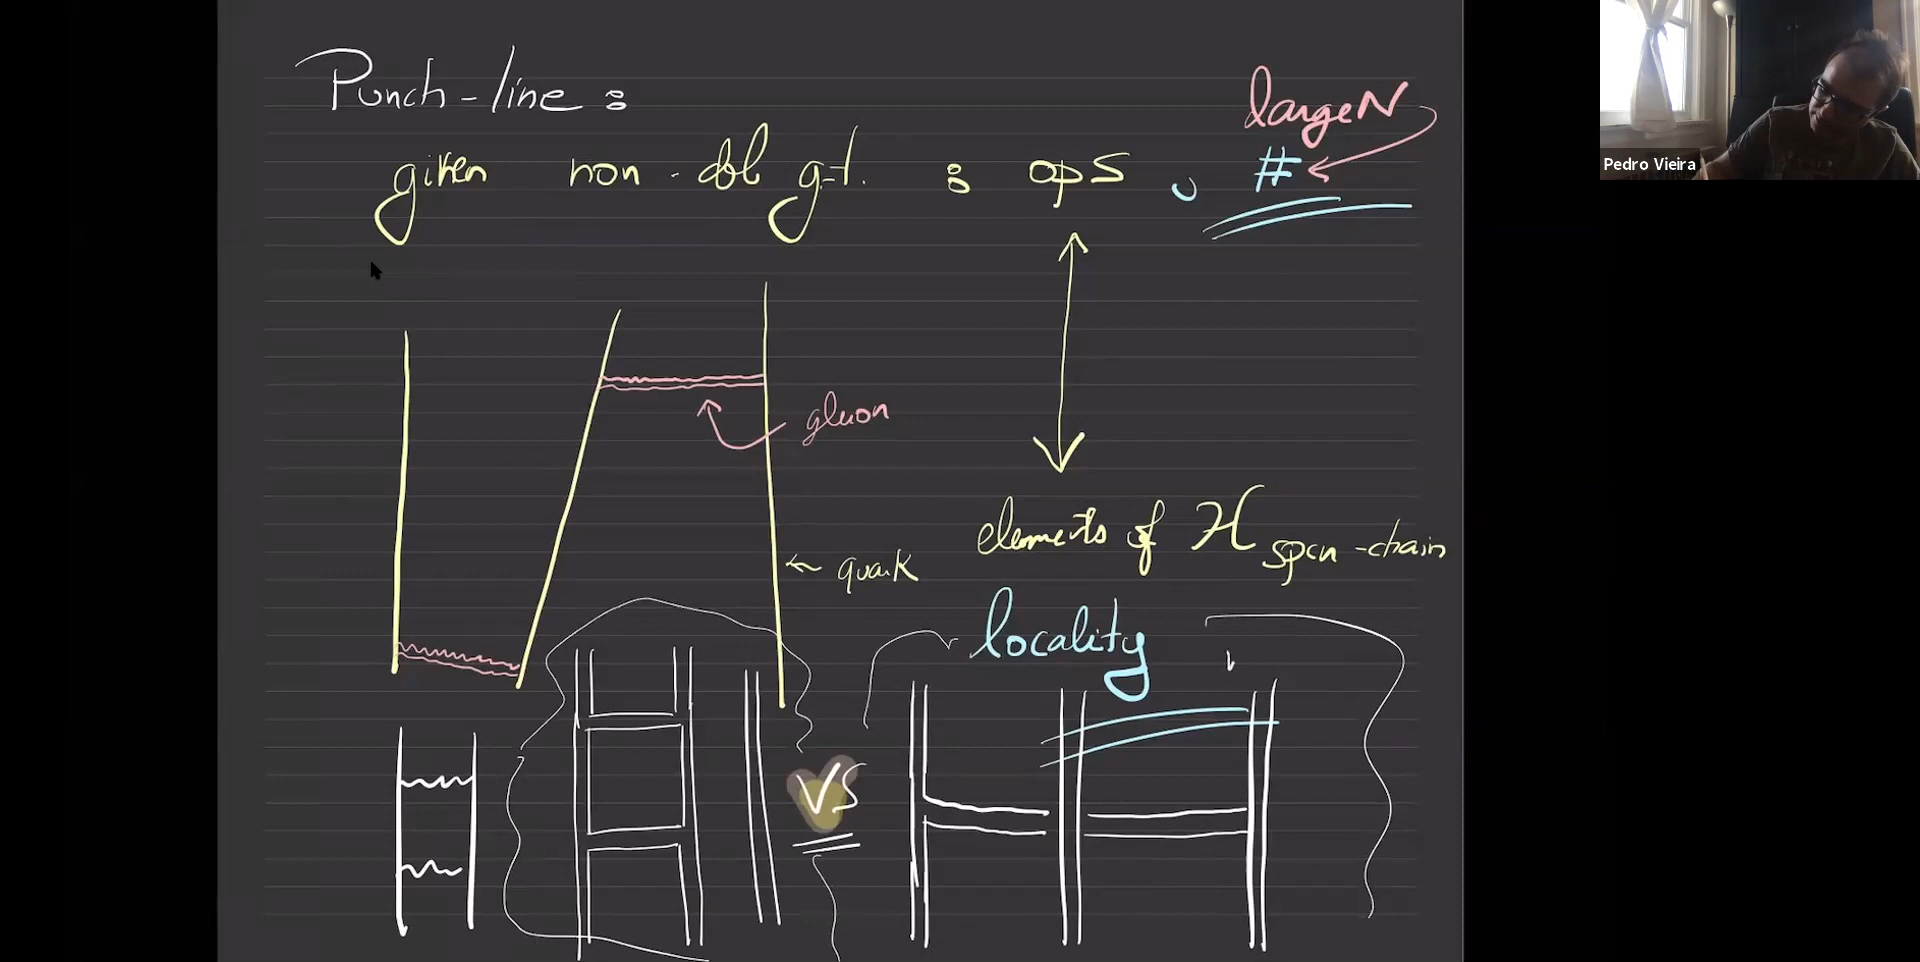 Punch-line :
large N
given non-abl g.t. : ops , #
gluon
elements of H spin-chain
quark
locality
VS
Pedro Vieira